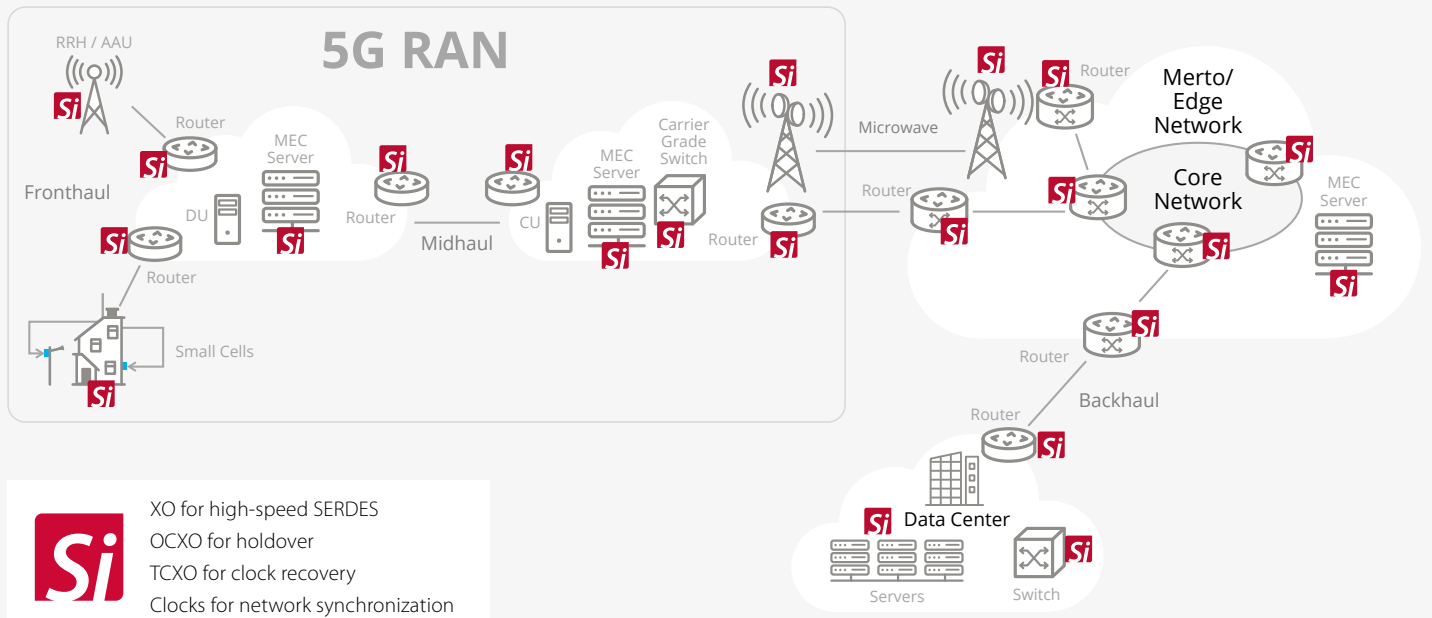 5G RAN
RRH / AAU
Si
Router
Si
Fronthaul
MEC
Server
Si
DU
Si
Router
Small Cells
Si
Si
Router
Midhaul
Si
CU
MEC
Server
Si
Carrier
Grade
Switch
Si
Router
Si
Si
Microwave
Si
Router
Si
Si
Router
Merto/
Edge
Network
Si
Si
Core
Network
Si
MEC
Server
Si
Si
Router
Backhaul
Router
Si
Si
Data Center
Servers
Si
Switch
Si
XO for high-speed SERDES
OCXO for holdover
TCXO for clock recovery
Clocks for network synchronization